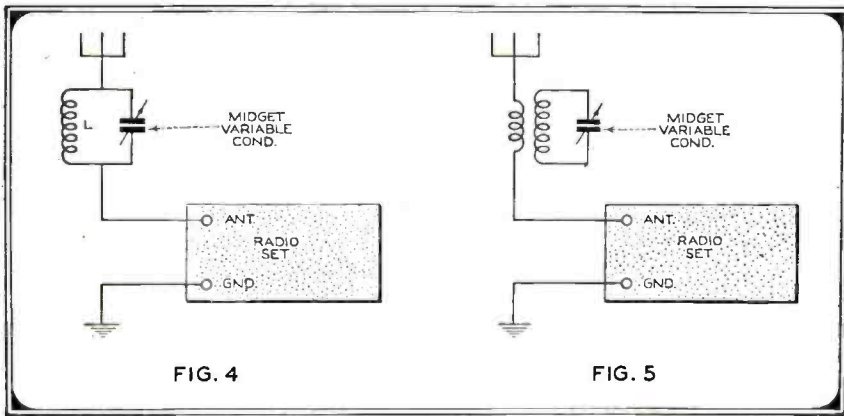 L
MIDGET
VARIABLE
COND.
ANT.
RADIO
SET
GND.
FIG. 4
MIDGET
VARIABLE
COND.
ANT.
RADIO
SET
GND.
FIG. 5